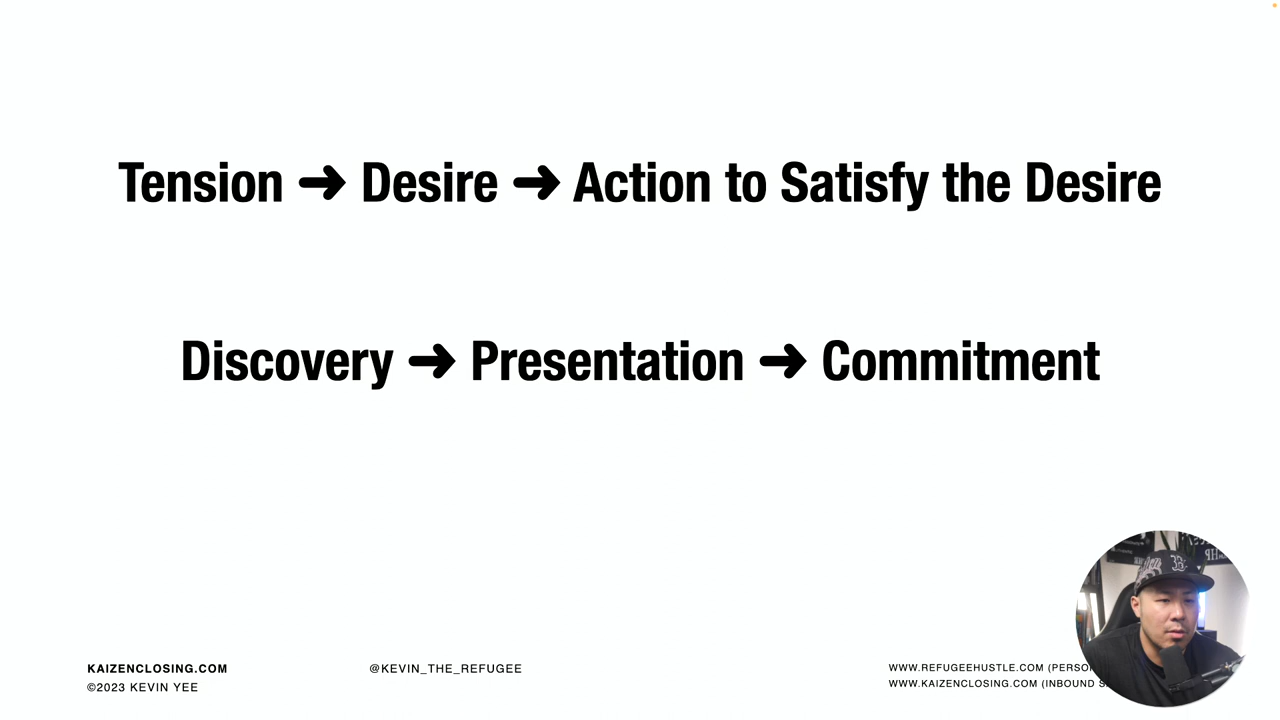 Tension ➜ Desire ➜ Action to Satisfy the Desire
Discovery ➜ Presentation ➜ Commitment
KAIZENCLOSING.COM
©2023 KEVIN YEE
@KEVIN_THE_REFUGEE
WWW.REFUGEEHUSTLE.COM
WWW.KAIZENCLOSING.COM (INBOUND